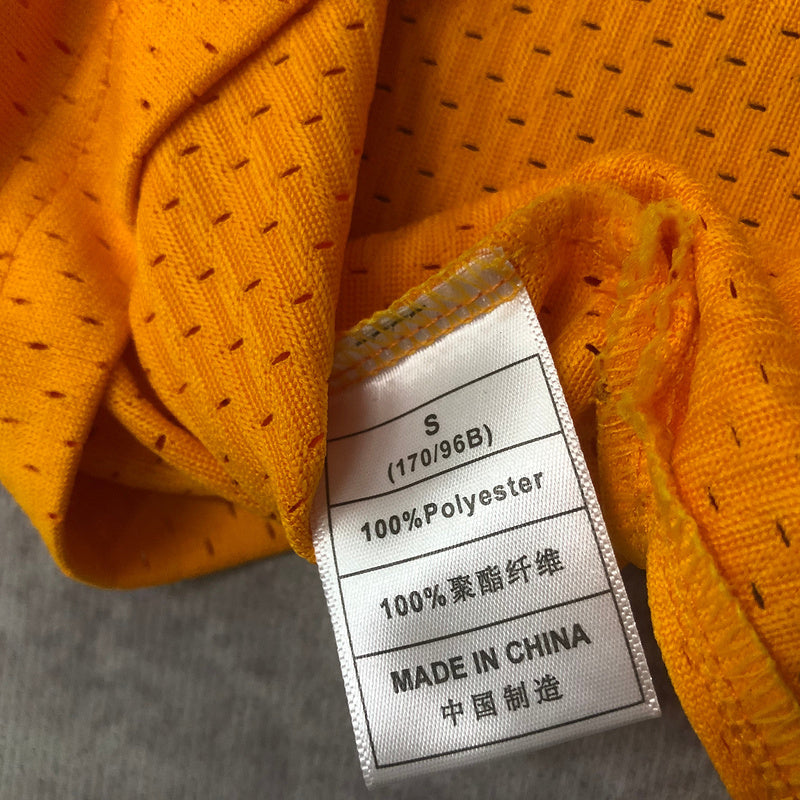 S
(170/96B)
100%Polyester
100%聚酯纤维
MADE IN CHINA
中国制造